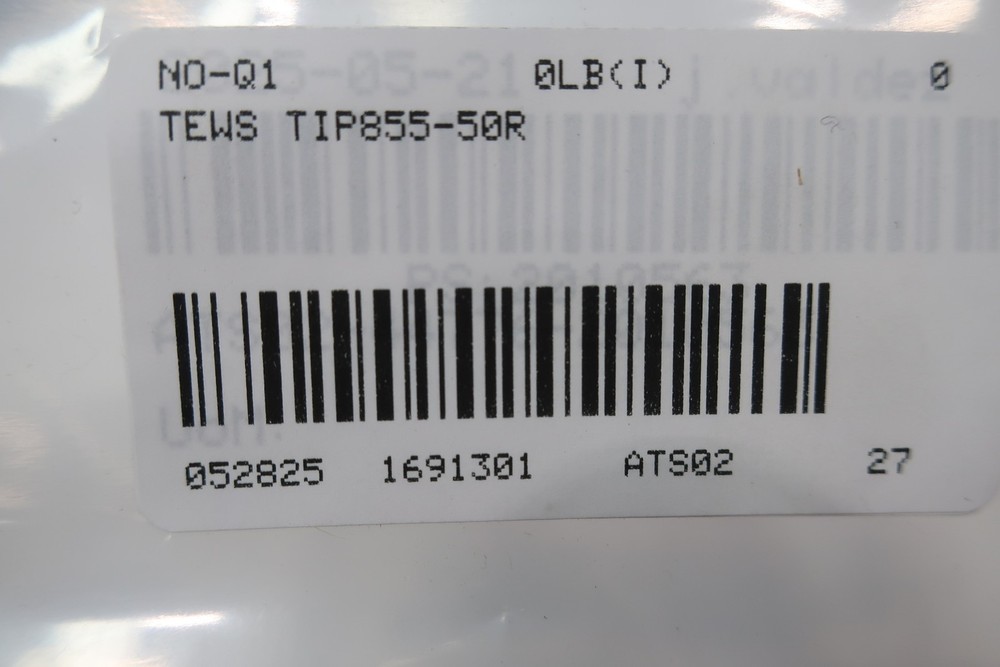 NO-Q1 0LB(I) 0
TEWS TIP855-50R
052825 1691301 ATS02 27